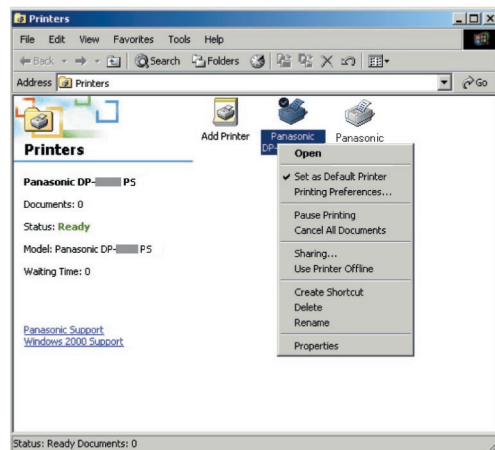 Printers
File Edit View Favorites Tools Help
Back Search Folders
Address Printers Go
Printers
Panasonic DP- PS
Documents: 0
Status: Ready
Model: Panasonic DP- PS
Waiting Time: 0
Panasonic Support
Windows 2000 Support
Add Printer
Panasonic
DP-
Panasonic
Open
Set as Default Printer
Printing Preferences...
Pause Printing
Cancel All Documents
Sharing...
Use Printer Offline
Create Shortcut
Delete
Rename
Properties
Status: Ready Documents: 0